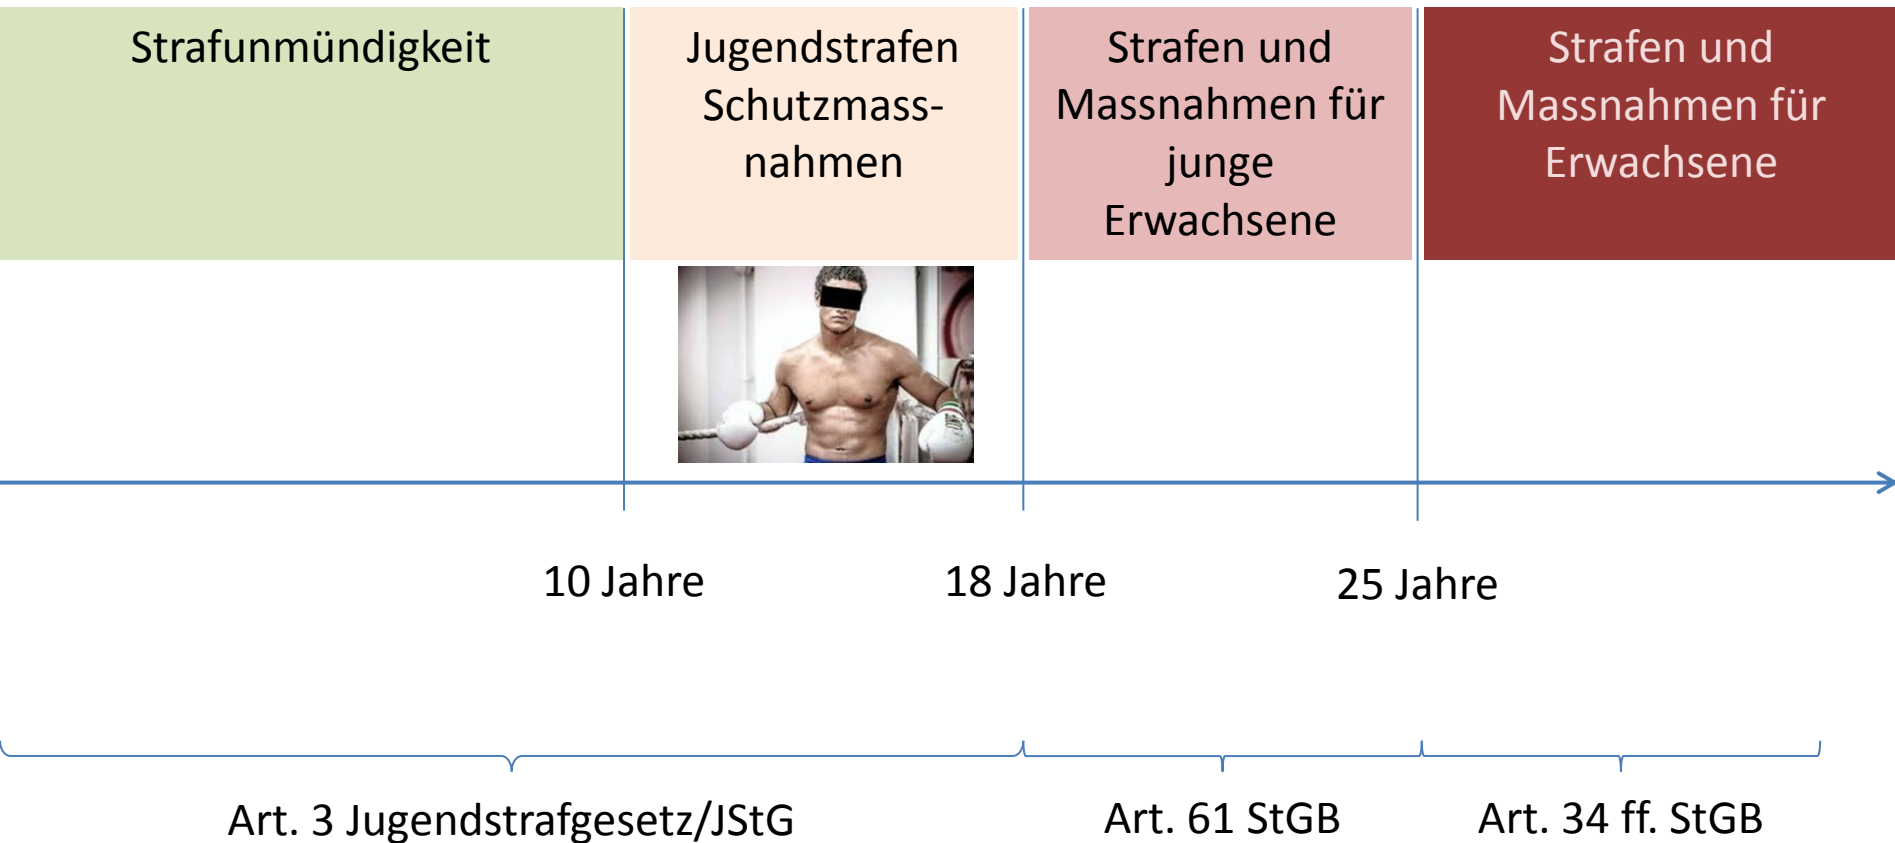 Strafunmündigkeit
Jugendstrafen
Schutzmass-
nahmen
Strafen und
Massnahmen für
junge
Erwachsene
Strafen und
Massnahmen für
Erwachsene
10 Jahre
18 Jahre
25 Jahre
Art. 3 Jugendstrafgesetz/JStG
Art. 61 StGB
Art. 34 ff. StGB